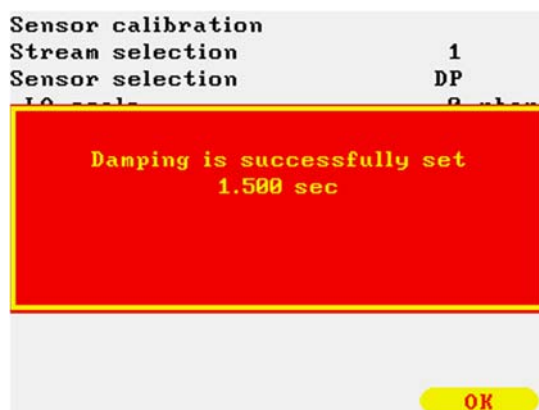 Sensor calibration
Stream selection 1
Sensor selection DP
Damping is successfully set
1.500 sec
OK